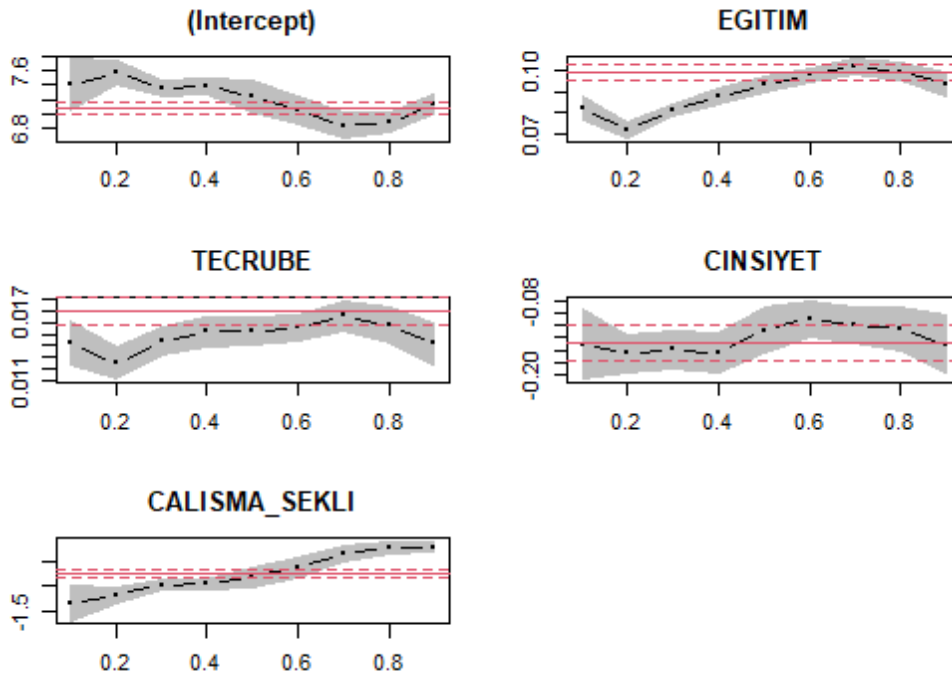 (Intercept)
7.6
6.8
0.2 0.4 0.6 0.8
EGITIM
0.10
0.07
0.2 0.4 0.6 0.8
TECRUBE
0.017
0.011
0.2 0.4 0.6 0.8
CINSIYET
-0.08
-0.20
0.2 0.4 0.6 0.8
CALISMA_SEKLI
-1.5
0.2 0.4 0.6 0.8